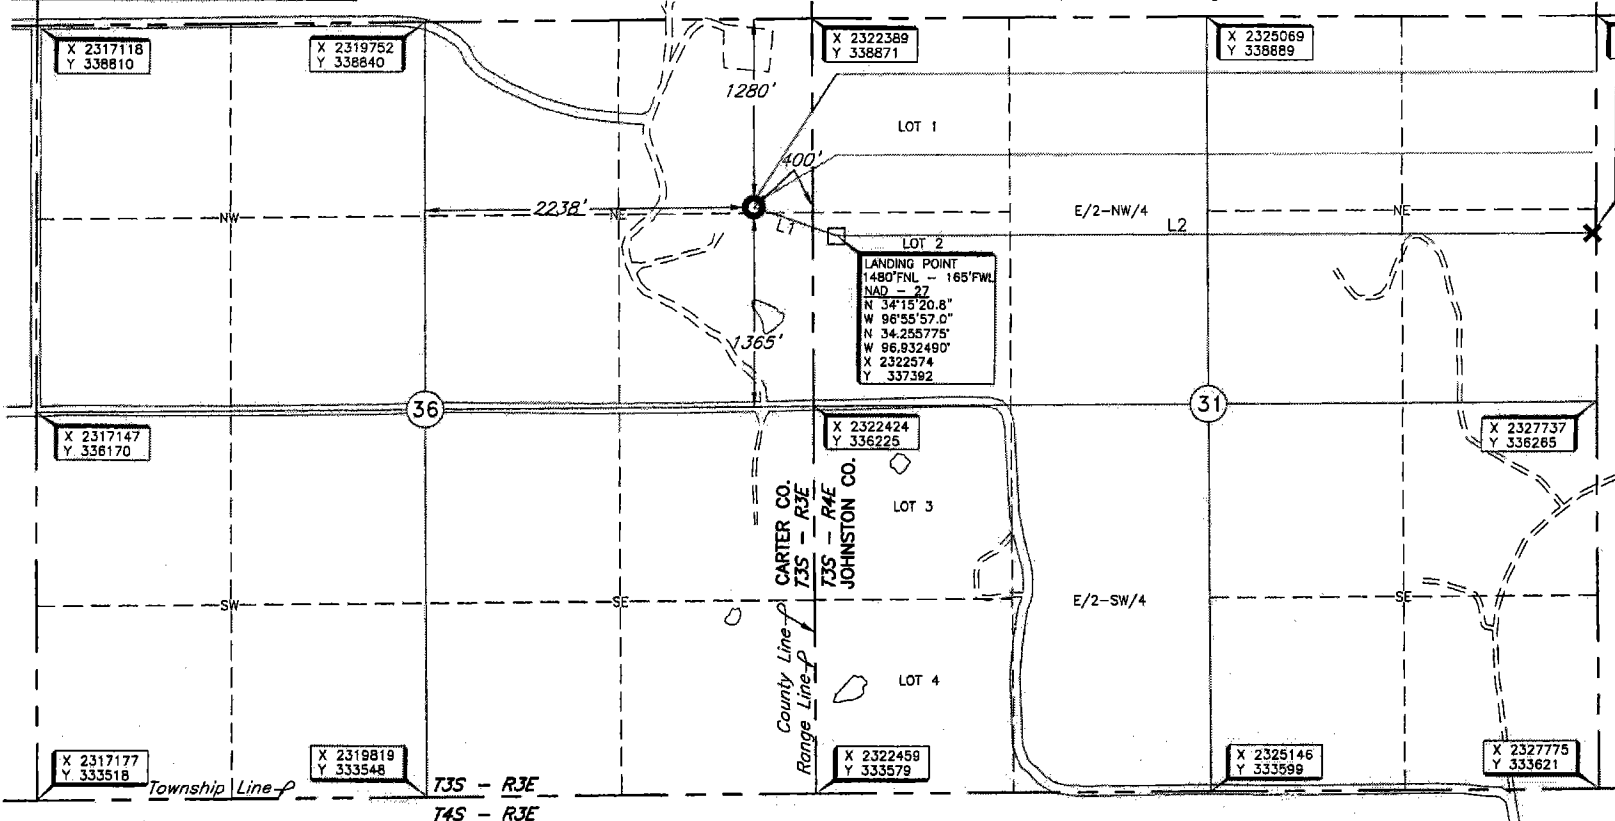 X 2317118
Y 338810
X 2319752
Y 338840
X 2322389
Y 338871
X 2325069
Y 338889
1280'
LOT 1
400'
NW
2238'
E/2-NW/4
NE
L1
L2
LOT 2
LANDING POINT
1480'FNL - 165'FWL
NAD - 27
N 34°15'20.8"
W 96°55'57.0"
N 34.255775°
W 96.932490°
X 2322574
Y 337392
1365'
36
31
X 2317147
Y 336170
X 2322424
Y 336225
X 2327737
Y 336265
CARTER CO.
T3S - R3E
T3S - R4E
JOHNSTON CO.
LOT 3
SW
SE
E/2-SW/4
SE
County Line
Range Line
LOT 4
X 2317177
Y 333518
X 2319819
Y 333548
X 2322459
Y 333579
X 2325146
Y 333599
X 2327775
Y 333621
Township Line
T3S - R3E
T4S - R3E